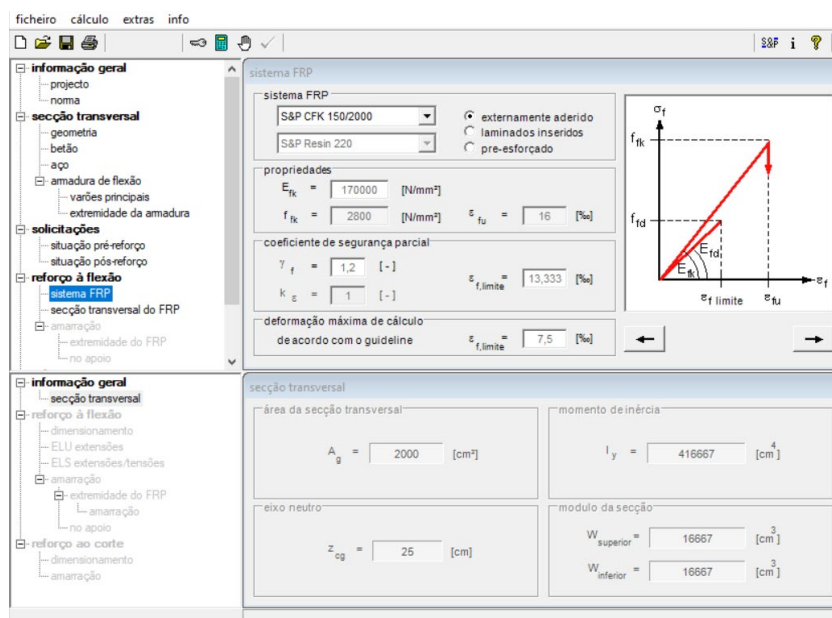 ficheiro cálculo extras info
S&P i ?
informação geral
projecto
norma
secção transversal
geometria
betão
aço
armadura de flexão
varões principais
extremidade da armadura
solicitações
situação pré-reforço
situação pós-reforço
reforço à flexão
sistema FRP
secção transversal do FRP
amarração
extremidade do FRP
no apoio
sistema FRP
sistema FRP
S&P CFK 150/2000
S&P Resin 220
externamente aderido
laminados inseridos
pre-esforçado
propriedades
E fk = 170000 [N/mm²]
f fk = 2800 [N/mm²] ε fu = 16 [‰]
coeficiente de segurança parcial
γ f = 1,2 [-]
k ε = 1 [-]
ε f,limite = 13,333 [‰]
deformação máxima de cálculo
de acordo com o guideline ε f,limite = 7,5 [‰]
σf
f fk
f fd
E fd
E fk
ε f limite ε fu
εf
informação geral
secção transversal
reforço à flexão
dimensionamento
ELU extensões
ELS extensões/tensões
amarração
extremidade do FRP
amarração
no apoio
reforço ao corte
dimensionamento
amarração
secção transversal
área da secção transversal
A g = 2000 [cm²]
momento de inércia
I y = 416667 [cm⁴]
eixo neutro
z cg = 25 [cm]
modulo da secção
W superior = 16667 [cm³]
W inferior = 16667 [cm³]